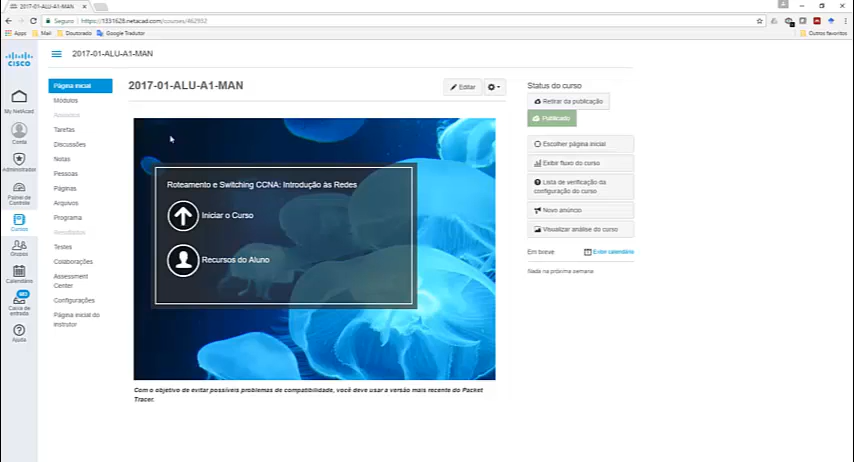 2017-01-ALU-A1-MAN
Seguro
https://1331628.netacad.com/courses/462902
Apps
Mail
Doutorado
Google Tradutor
Outros favoritos
CISCO
2017-01-ALU-A1-MAN
My NetAcad
Conta
Administrador
Painel de
Controle
Cursos
Grupos
Calendário
Caixa de
entrada
Ajuda
Página inicial
Módulos
Anúncios
Tarefas
Discussões
Notas
Pessoas
Páginas
Arquivos
Programa
Resultados
Testes
Colaborações
Assessment
Center
Configurações
Página inicial do
instrutor
2017-01-ALU-A1-MAN
Editar
Roteamento e Switching CCNA: Introdução às Redes
Iniciar o Curso
Recursos do Aluno
Com o objetivo de evitar possíveis problemas de compatibilidade, você deve usar a versão mais recente do Packet
Tracer.
Status do curso
Retirar da publicação
Publicado
Escolher página inicial
Exibir fluxo do curso
Lista de verificação da
configuração do curso
Novo anúncio
Visualizar análise do curso
Em breve
Exibir calendário
Nada na próxima semana